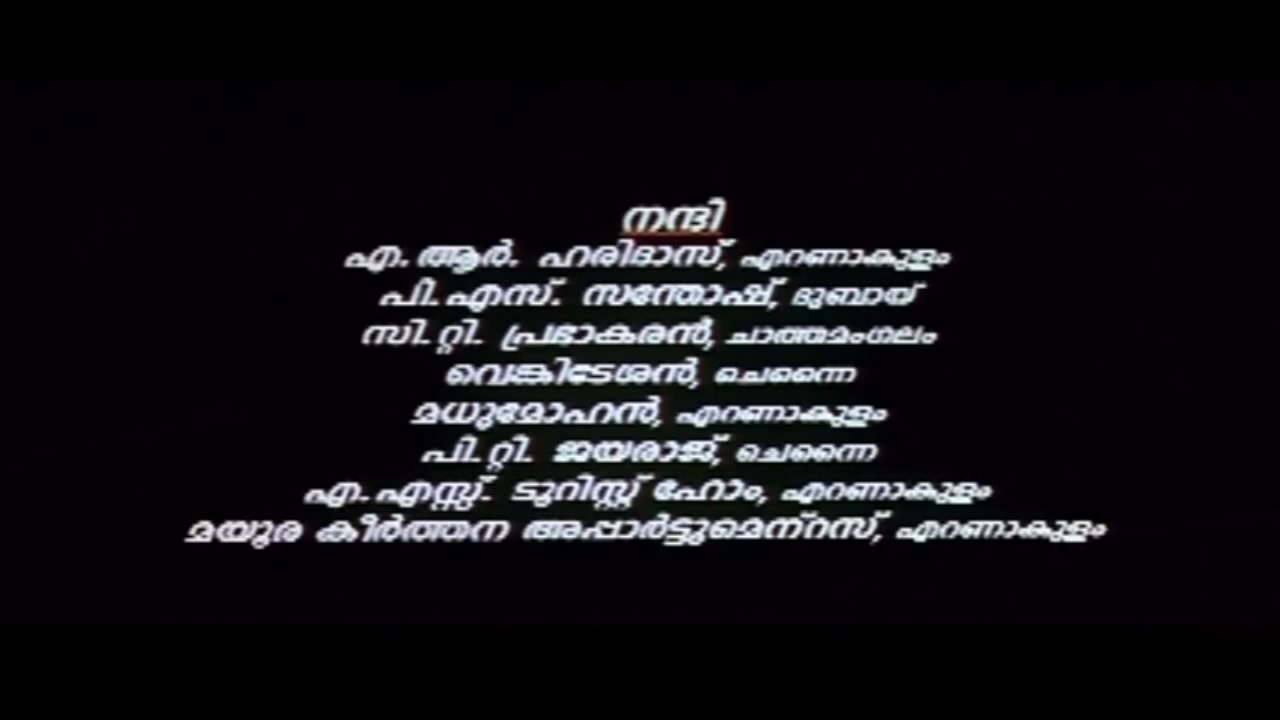 നന്ദി
എ. ആർ. ഹരിദാസ്, എറണാകുളം
പി. എസ്. സന്തോഷ്, ദുബായ്
സി. റ്റി. പ്രഭാകരൻ, ചാത്തമംഗലം
വെങ്കിടേശൻ, ചെന്നൈ
മധുമോഹൻ, എറണാകുളം
പി. റ്റി. ജയരാജ്, ചെന്നൈ
എ. എസ്സ്. ടൂറിസ്റ്റ് ഹോം, എറണാകുളം
മയൂര കീർത്തന അപ്പാർട്ടുമെന്റസ്, എറണാകുളം